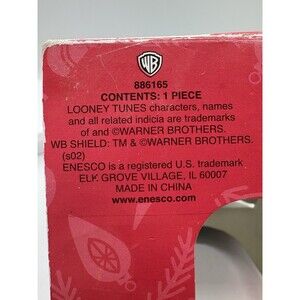 WB
886165
CONTENTS: 1 PIECE
LOONEY TUNES characters, names
and all related indicia are trademarks
of and ©WARNER BROTHERS.
WB SHIELD: TM & ©WARNER BROTHERS.
(s02)
ENESCO is a registered U.S. trademark
ELK GROVE VILLAGE, IL 60007
MADE IN CHINA
www.enesco.com